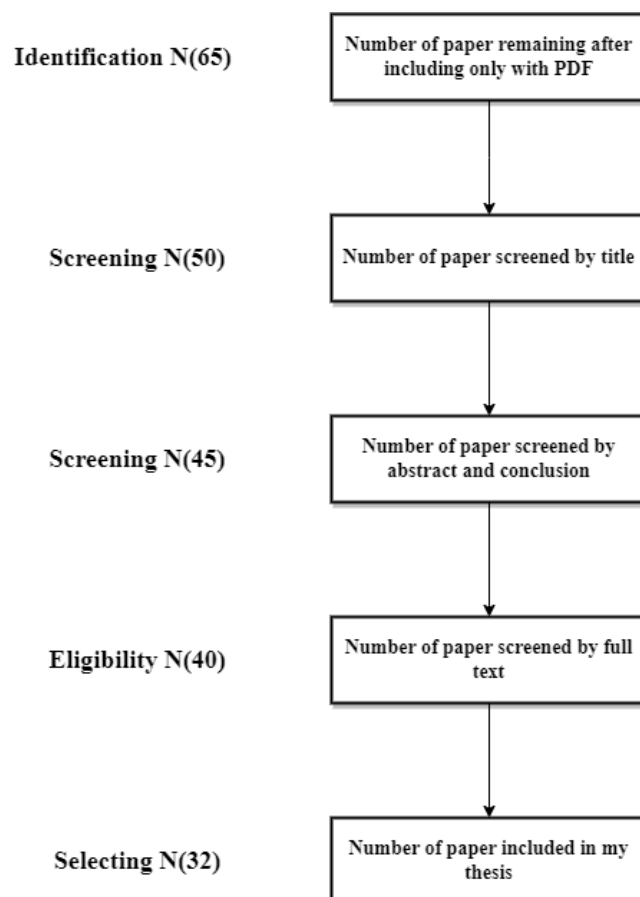 Identification N(65)
Number of paper remaining after
including only with PDF
Screening N(50)
Number of paper screened by title
Screening N(45)
Number of paper screened by
abstract and conclusion
Eligibility N(40)
Number of paper screened by full
text
Selecting N(32)
Number of paper included in my
thesis